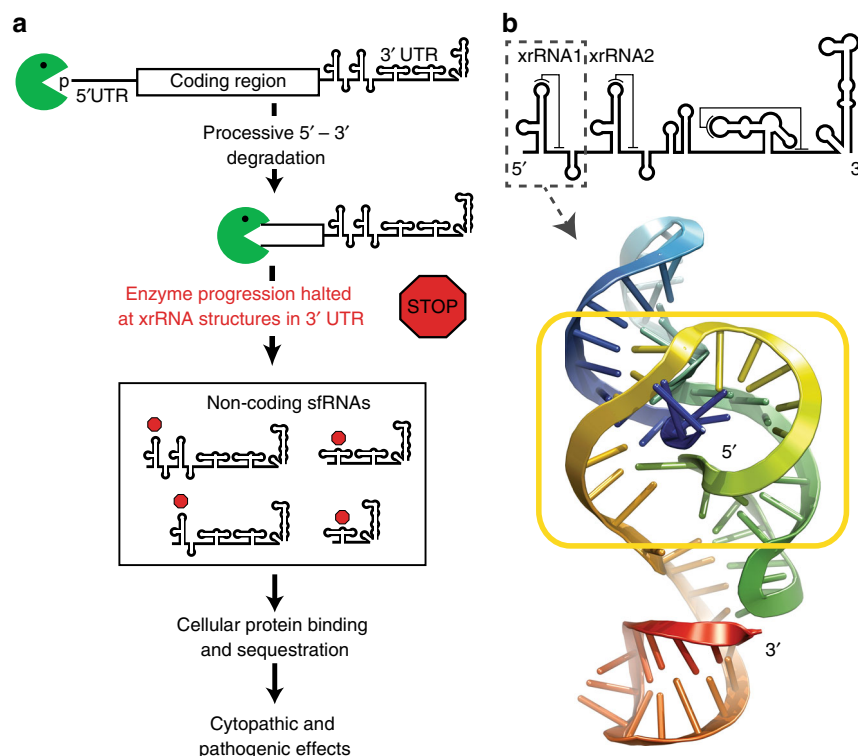 a
p
5′UTR
Coding region
3′ UTR
Processive 5′ – 3′
degradation
Enzyme progression halted
at xrRNA structures in 3′ UTR
STOP
Non-coding sfRNAs
Cellular protein binding
and sequestration
Cytopathic and
pathogenic effects
b
xrRNA1
xrRNA2
5′
3′
5′
3′